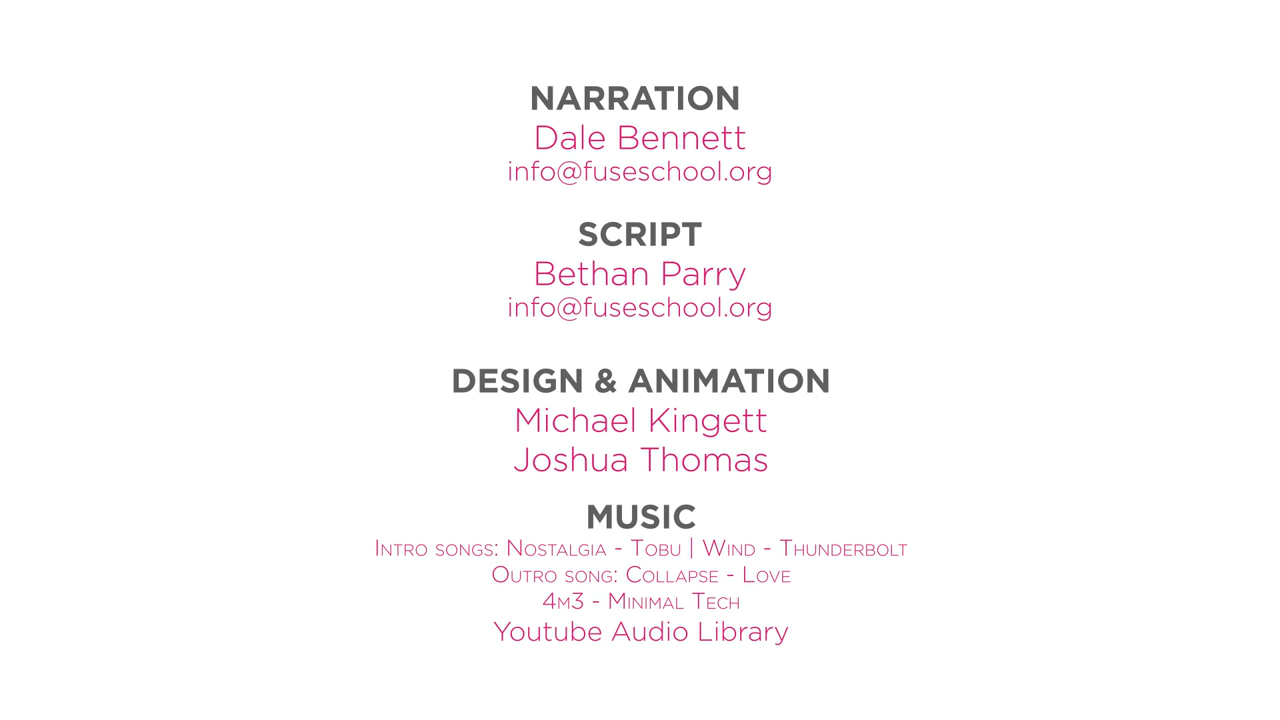 NARRATION
Dale Bennett
info@fuseschool.org
SCRIPT
Bethan Parry
info@fuseschool.org
DESIGN & ANIMATION
Michael Kingett
Joshua Thomas
MUSIC
Intro songs: Nostalgia - Tobu | Wind - Thunderbolt
Outro song: Collapse - Love
4m3 - Minimal Tech
Youtube Audio Library